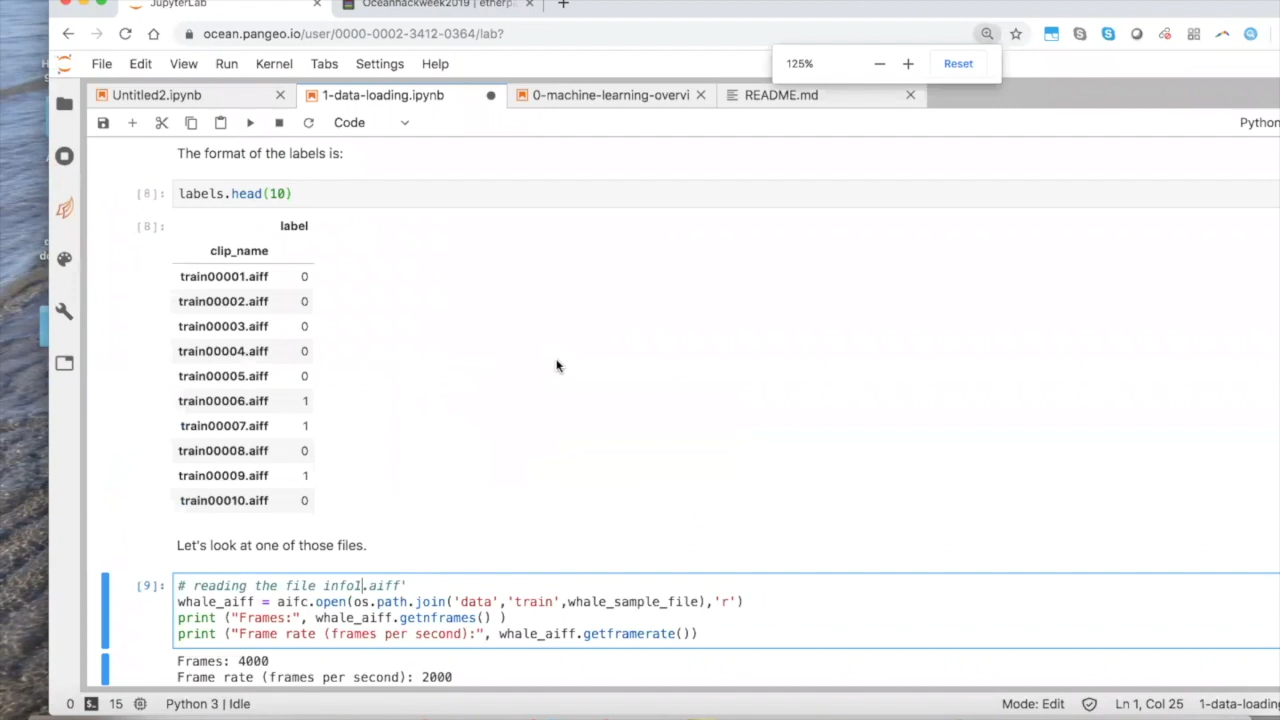 JupyterLab
Oceanhackweek2019 | etherp
ocean.pangeo.io/user/0000-0002-3412-0364/lab?
125% Reset
File Edit View Run Kernel Tabs Settings Help
Untitled2.ipynb
1-data-loading.ipynb
0-machine-learning-overvi
README.md
Code
Python
The format of the labels is:
[8]: labels.head(10)
[8]: label
clip_name
train00001.aiff 0
train00002.aiff 0
train00003.aiff 0
train00004.aiff 0
train00005.aiff 0
train00006.aiff 1
train00007.aiff 1
train00008.aiff 0
train00009.aiff 1
train00010.aiff 0
Let's look at one of those files.
[9]: # reading the file info1.aiff'
whale_aiff = aifc.open(os.path.join('data','train',whale_sample_file),'r')
print ("Frames:", whale_aiff.getnframes() )
print ("Frame rate (frames per second):", whale_aiff.getframerate())
Frames: 4000
Frame rate (frames per second): 2000
0 15 Python 3 | Idle Mode: Edit Ln 1, Col 25 1-data-loading